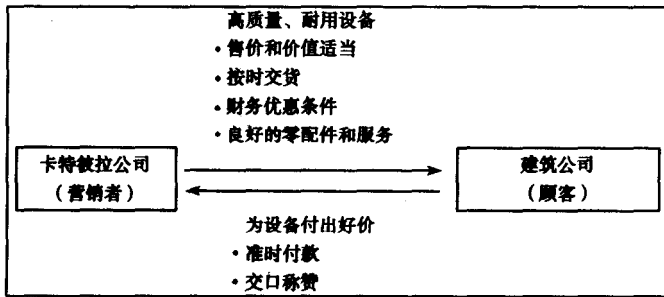 高质量、耐用设备
•售价和价值适当
•按时交货
•财务优惠条件
•良好的零配件和服务
卡特彼拉公司
（营销者）
建筑公司
（顾客）
为设备付出好价
•准时付款
•交口称赞